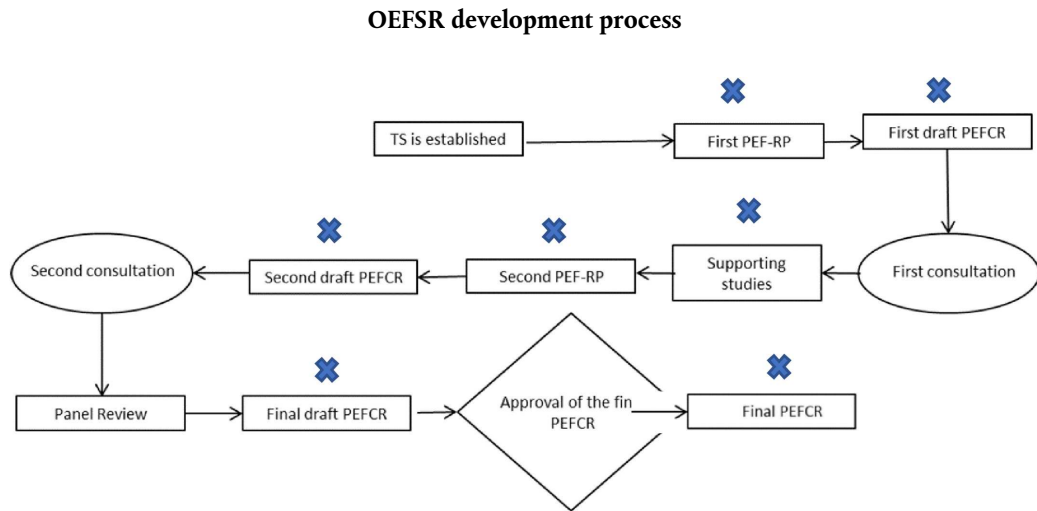 OEFSR development process
TS is established
First PEF-RP
First draft PEFCR
First consultation
Supporting
studies
Second PEF-RP
Second draft PEFCR
Second consultation
Panel Review
Final draft PEFCR
Approval of the fin
PEFCR
Final PEFCR